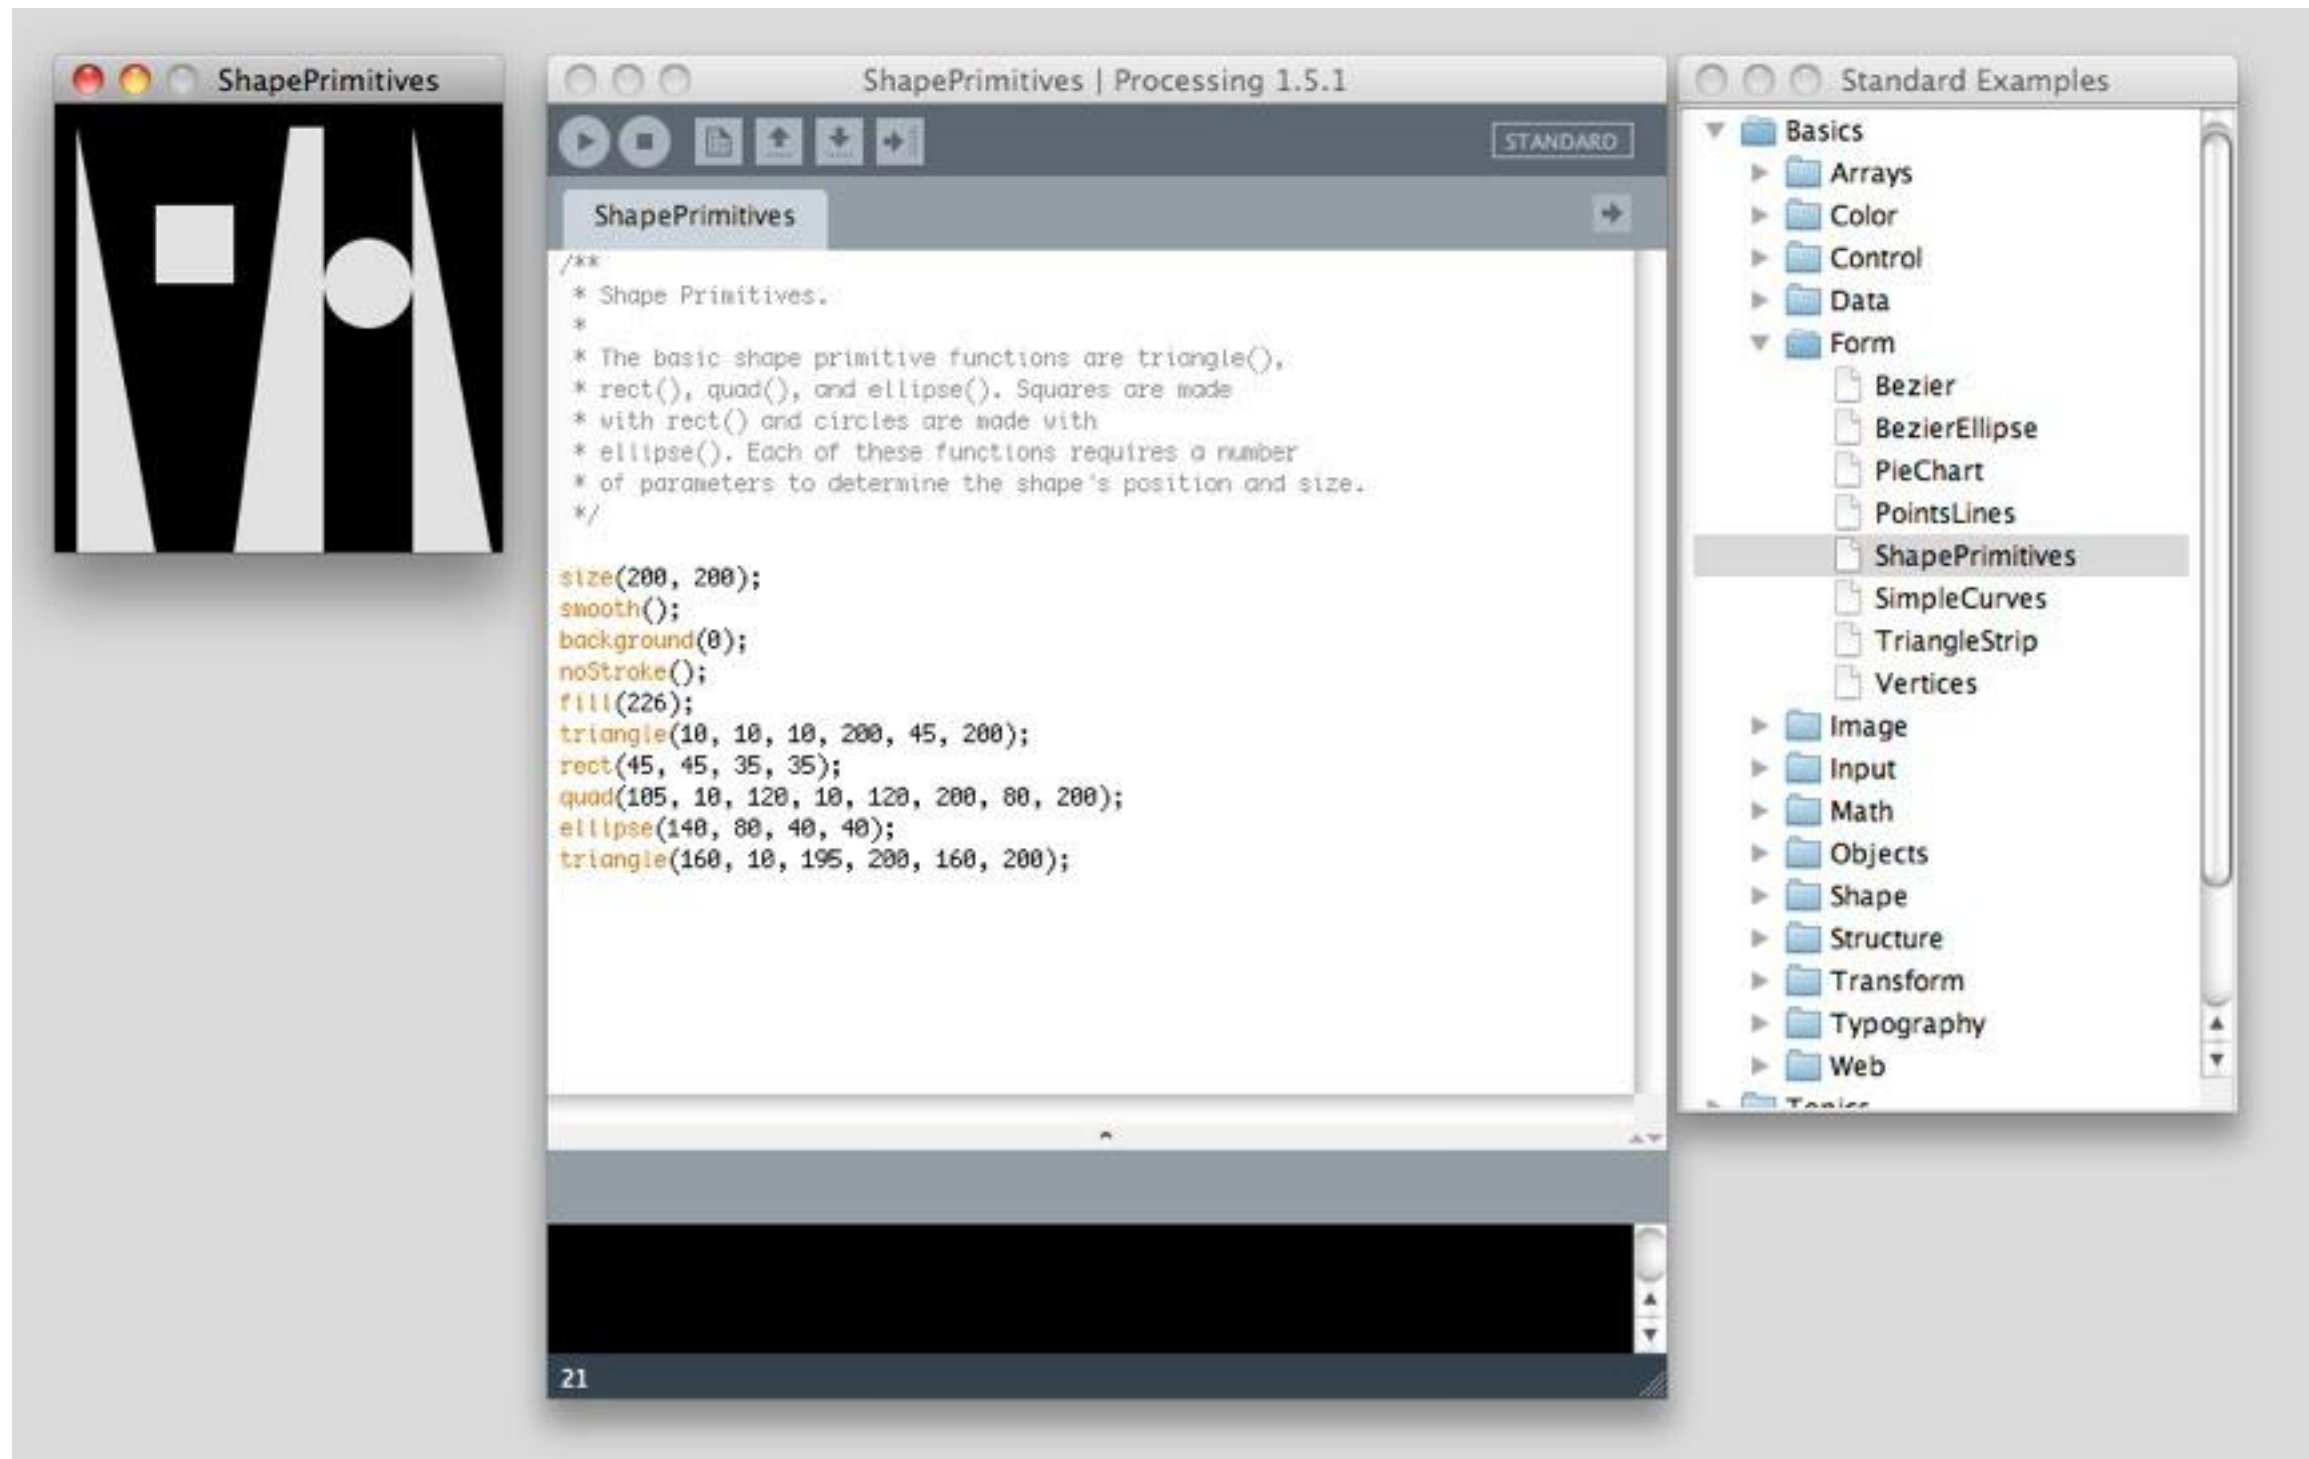 ShapePrimitives
ShapePrimitives | Processing 1.5.1
STANDARD
ShapePrimitives
/**
* Shape Primitives.
*
* The basic shape primitive functions are triangle(),
* rect(), quad(), and ellipse(). Squares are made
* with rect() and circles are made with
* ellipse(). Each of these functions requires a number
* of parameters to determine the shape's position and size.
*/
size(200, 200);
smooth();
background(0);
noStroke();
fill(226);
triangle(10, 10, 10, 200, 45, 200);
rect(45, 45, 35, 35);
quad(105, 10, 120, 10, 120, 200, 80, 200);
ellipse(140, 80, 40, 40);
triangle(160, 10, 195, 200, 160, 200);
21
Standard Examples
Basics
Arrays
Color
Control
Data
Form
Bezier
BezierEllipse
PieChart
PointsLines
ShapePrimitives
SimpleCurves
TriangleStrip
Vertices
Image
Input
Math
Objects
Shape
Structure
Transform
Typography
Web
Topics